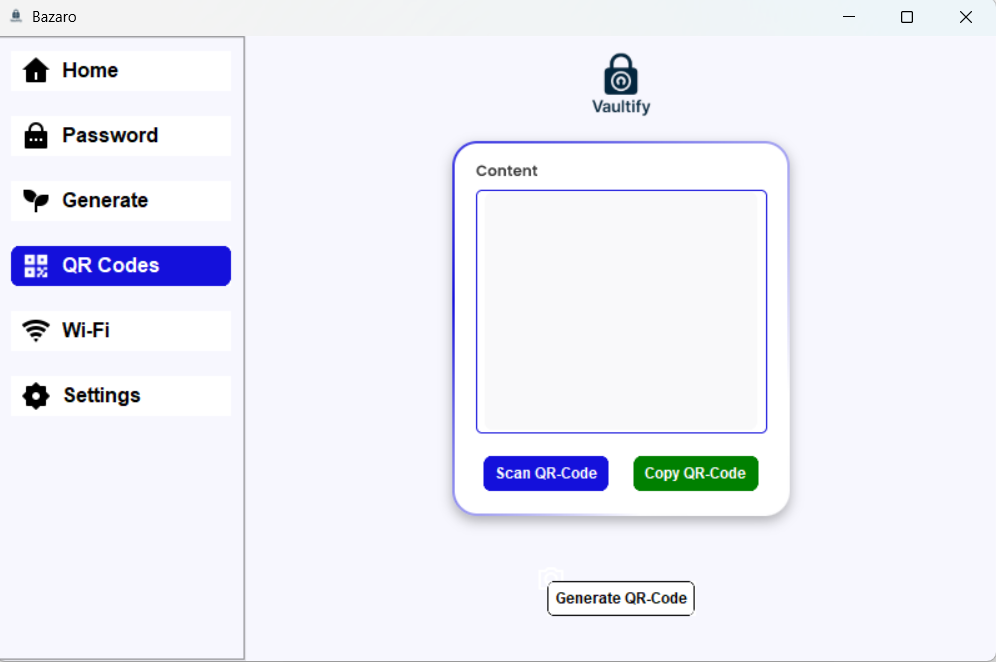 Bazaro
Home
Password
Generate
QR Codes
Wi-Fi
Settings
Vaultify
Content
Scan QR-Code
Copy QR-Code
Generate QR-Code